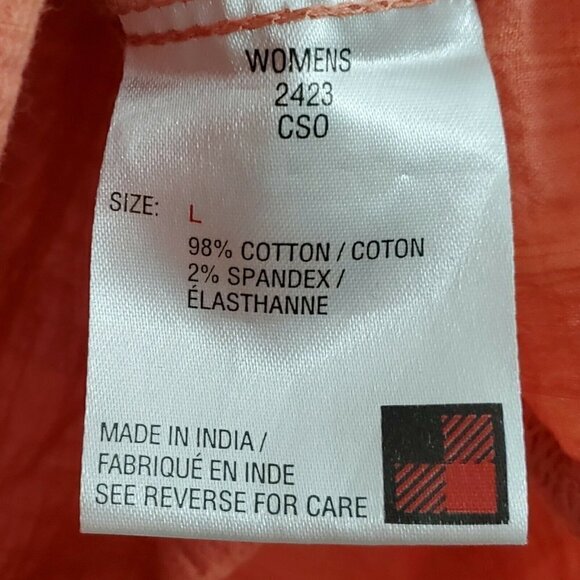 WOMENS
2423
CSO
SIZE: L
98% COTTON / COTON
2% SPANDEX /
ÉLASTHANNE
MADE IN INDIA /
FABRIQUÉ EN INDE
SEE REVERSE FOR CARE